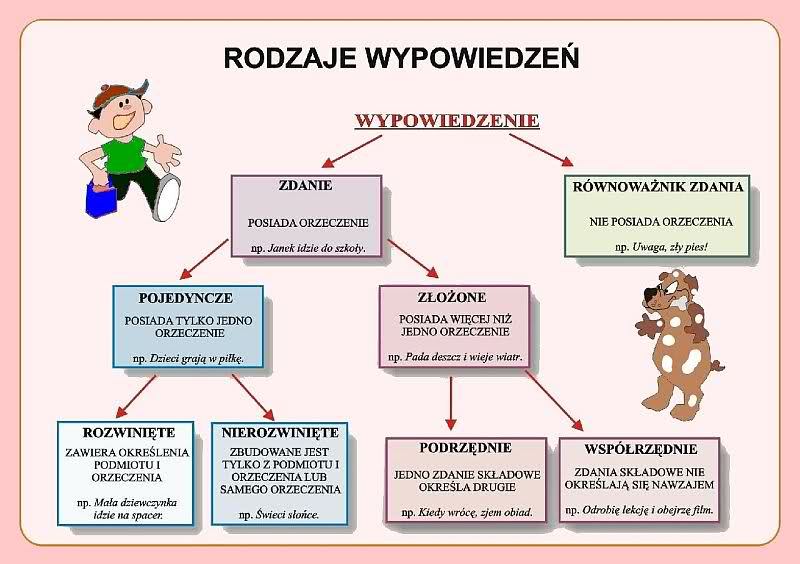 RODZAJE WYPOWIEDZEŃ
WYPOWIEDZENIE
ZDANIE
POSIADA ORZECZENIE
np. Janek idzie do szkoły.
RÓWNOWAŻNIK ZDANIA
NIE POSIADA ORZECZENIA
np. Uwaga, zły pies!
POJEDYNCZE
POSIADA TYLKO JEDNO
ORZECZENIE
np. Dzieci grają w piłkę.
ZŁOŻONE
POSIADA WIĘCEJ NIŻ
JEDNO ORZECZENIE
np. Pada deszcz i wieje wiatr.
ROZWINIĘTE
ZAWIERA OKREŚLENIA
PODMIOTU I
ORZECZENIA
np. Mała dziewczynka
idzie na spacer.
NIEROZWINIĘTE
ZBUDOWANE JEST
TYLKO Z PODMIOTU I
ORZECZENIA LUB
SAMEGO ORZECZENIA
np. Świeci słońce.
PODRZĘDNIE
JEDNO ZDANIE SKŁADOWE
OKREŚLA DRUGIE
np. Kiedy wrócę, zjem obiad.
WSPÓŁRZĘDNIE
ZDANIA SKŁADOWE NIE
OKREŚLAJĄ SIĘ NAWZAJEM
np. Odrobię lekcję i obejrzę film.